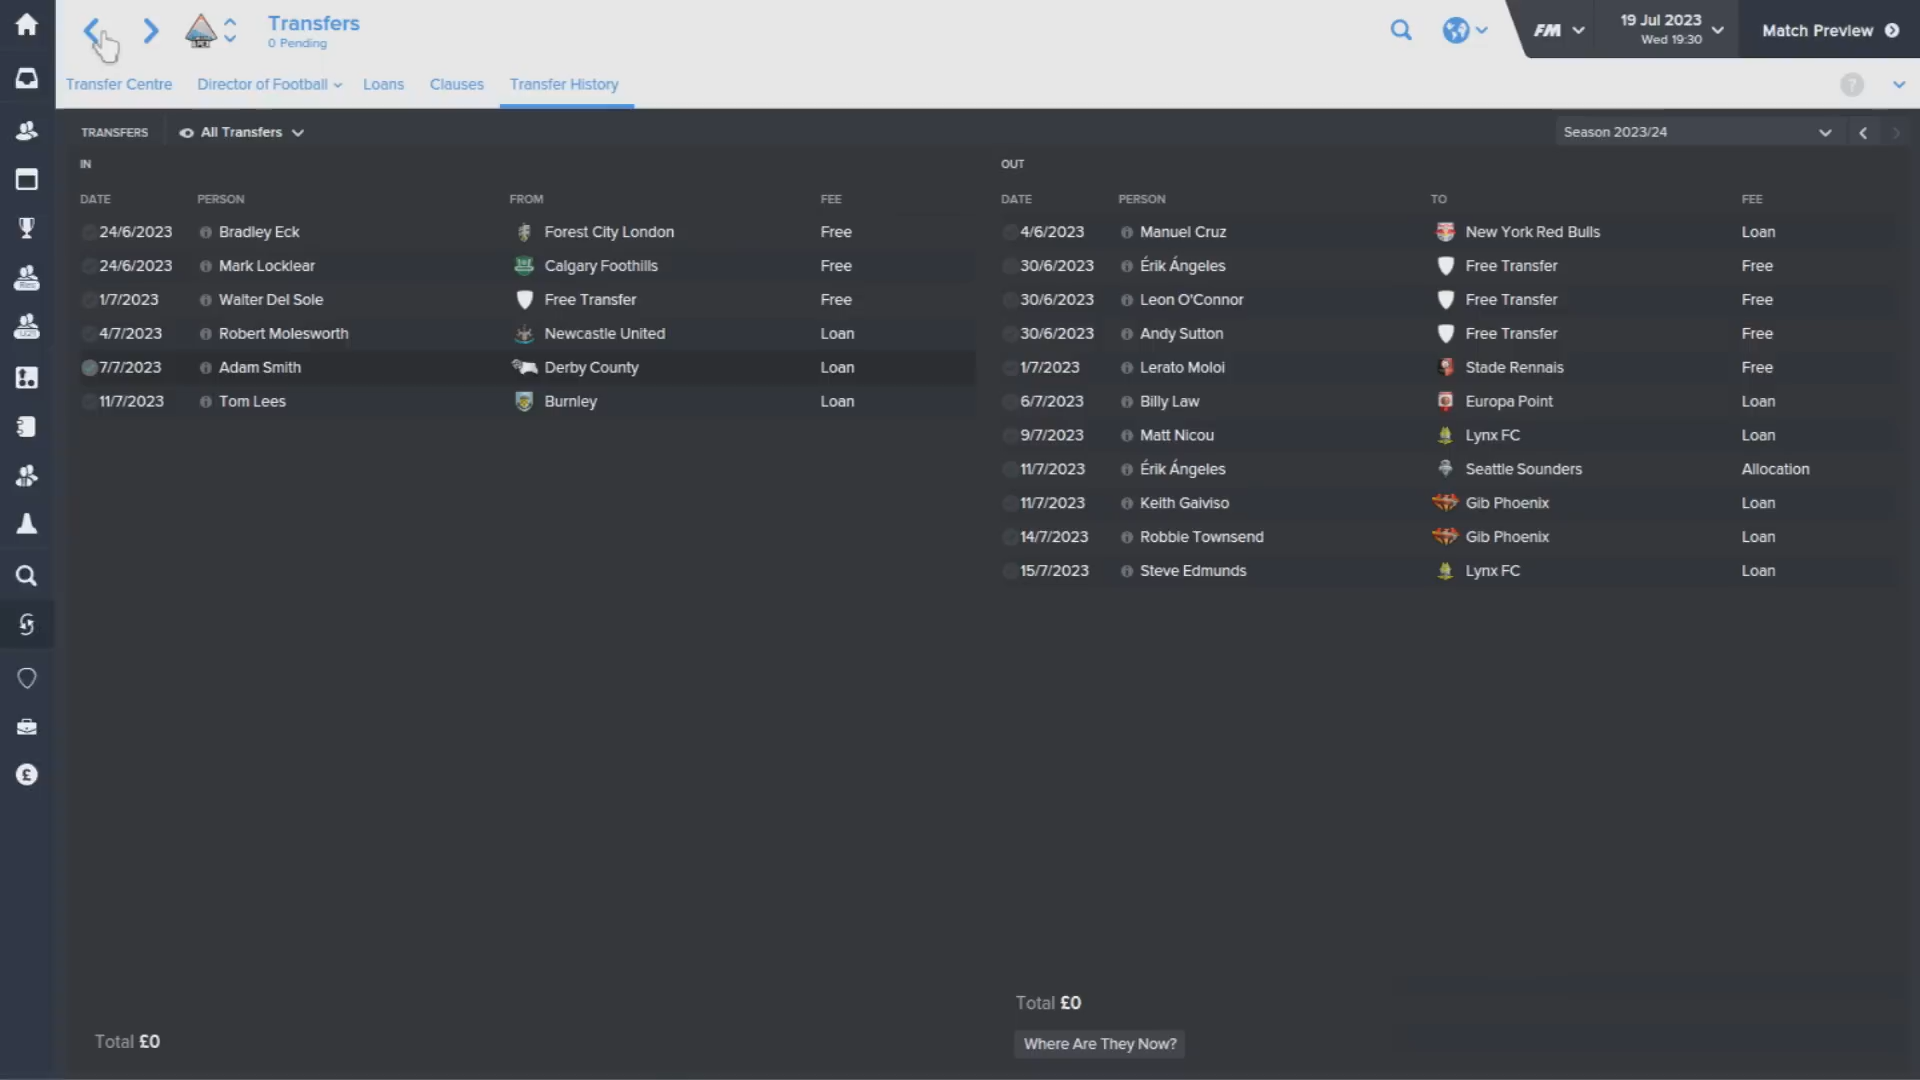 Transfers
0 Pending
FM
19 Jul 2023
Wed 19:30
Match Preview
Transfer Centre Director of Football Loans Clauses Transfer History
?
TRANSFERS All Transfers Season 2023/24
IN
DATE PERSON FROM FEE
24/6/2023 Bradley Eck Forest City London Free
24/6/2023 Mark Locklear Calgary Foothills Free
1/7/2023 Walter Del Sole Free Transfer Free
4/7/2023 Robert Molesworth Newcastle United Loan
7/7/2023 Adam Smith Derby County Loan
11/7/2023 Tom Lees Burnley Loan
Total £0
OUT
DATE PERSON TO FEE
4/6/2023 Manuel Cruz New York Red Bulls Loan
30/6/2023 Érik Ángeles Free Transfer Free
30/6/2023 Leon O'Connor Free Transfer Free
30/6/2023 Andy Sutton Free Transfer Free
1/7/2023 Lerato Moloi Stade Rennais Free
6/7/2023 Billy Law Europa Point Loan
9/7/2023 Matt Nicou Lynx FC Loan
11/7/2023 Érik Ángeles Seattle Sounders Allocation
11/7/2023 Keith Gaiviso Gib Phoenix Loan
14/7/2023 Robbie Townsend Gib Phoenix Loan
15/7/2023 Steve Edmunds Lynx FC Loan
Total £0
Where Are They Now?